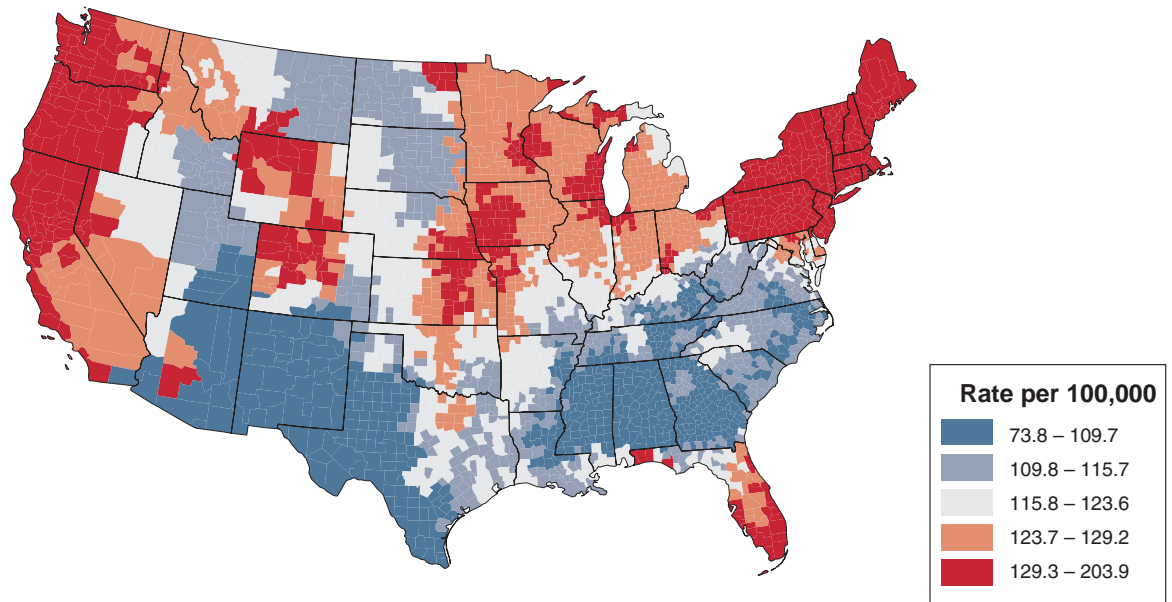 Rate per 100,000
73.8 – 109.7
109.8 – 115.7
115.8 – 123.6
123.7 – 129.2
129.3 – 203.9